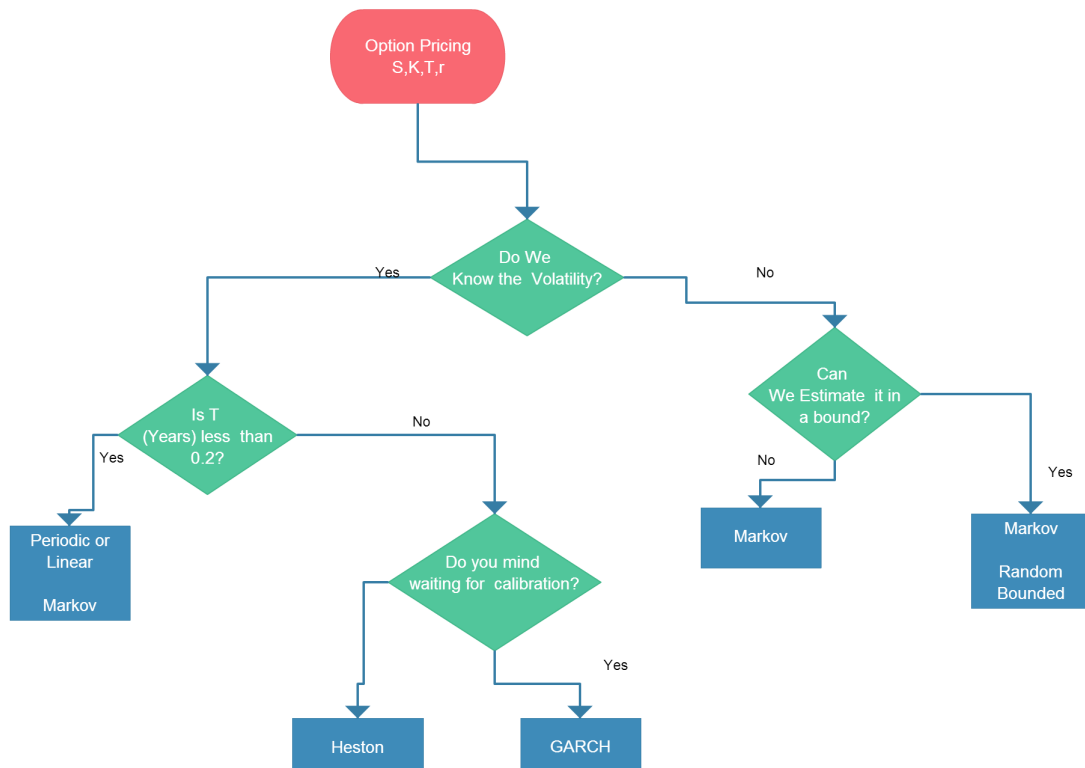 Option Pricing
S,K,T,r
Do We
Know the Volatility?
Yes
No
Can
We Estimate it in
a bound?
Is T
(Years) less than
0.2?
No
Yes
No
Yes
Periodic or
Linear
Markov
Do you mind
waiting for calibration?
Markov
Markov
Random
Bounded
Yes
Heston
GARCH